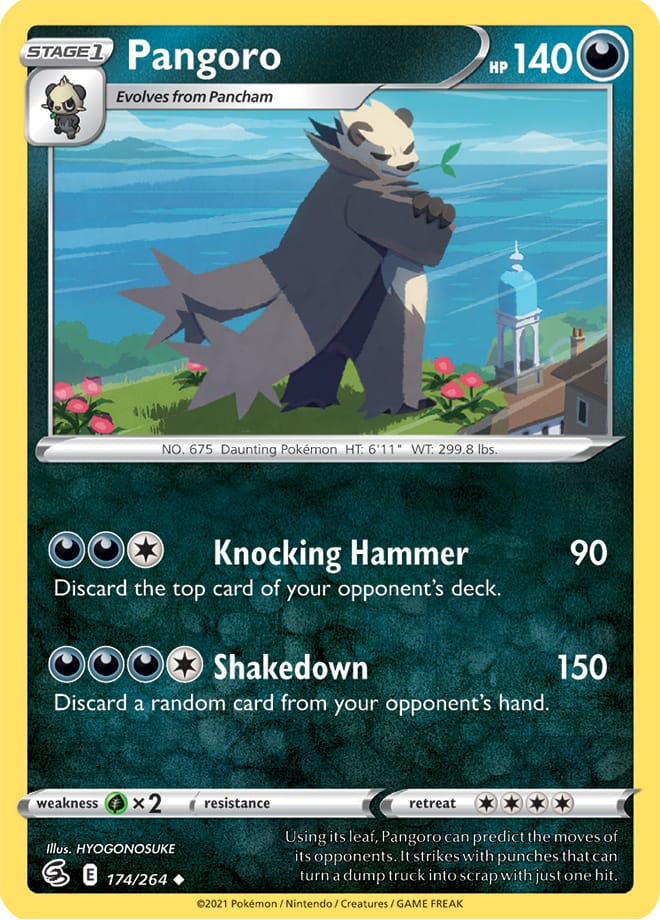 STAGE1
Pangoro
HP 140
Evolves from Pancham
NO. 675 Daunting Pokémon HT: 6'11" WT: 299.8 lbs.
Knocking Hammer 90
Discard the top card of your opponent's deck.
Shakedown 150
Discard a random card from your opponent's hand.
weakness ×2 resistance retreat
Illus. HYOGONOSUKE
Using its leaf, Pangoro can predict the moves of
its opponents. It strikes with punches that can
turn a dump truck into scrap with just one hit.
E 174/264
©2021 Pokémon / Nintendo / Creatures / GAME FREAK